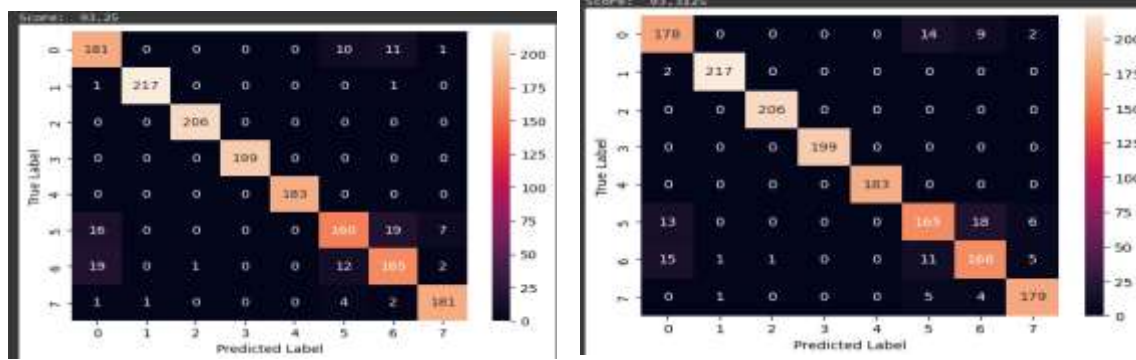 Score: 93.25
0 181 0 0 0 0 10 11 1
1 1 217 0 0 0 0 1 0
2 0 0 206 0 0 0 0 0
3 0 0 0 199 0 0 0 0
4 0 0 0 0 183 0 0 0
5 16 0 0 0 0 160 19 7
6 19 0 1 0 0 12 165 2
7 1 1 0 0 0 4 2 181
0 1 2 3 4 5 6 7
True Label
Predicted Label
200
175
150
125
100
75
50
25
0
Score: 93.3125
0 178 0 0 0 0 14 9 2
1 2 217 0 0 0 0 0 0
2 0 0 206 0 0 0 0 0
3 0 0 0 199 0 0 0 0
4 0 0 0 0 183 0 0 0
5 13 0 0 0 0 165 18 6
6 15 1 1 0 0 11 166 5
7 0 1 0 0 0 5 4 179
0 1 2 3 4 5 6 7
True Label
Predicted Label
75
50
25
0